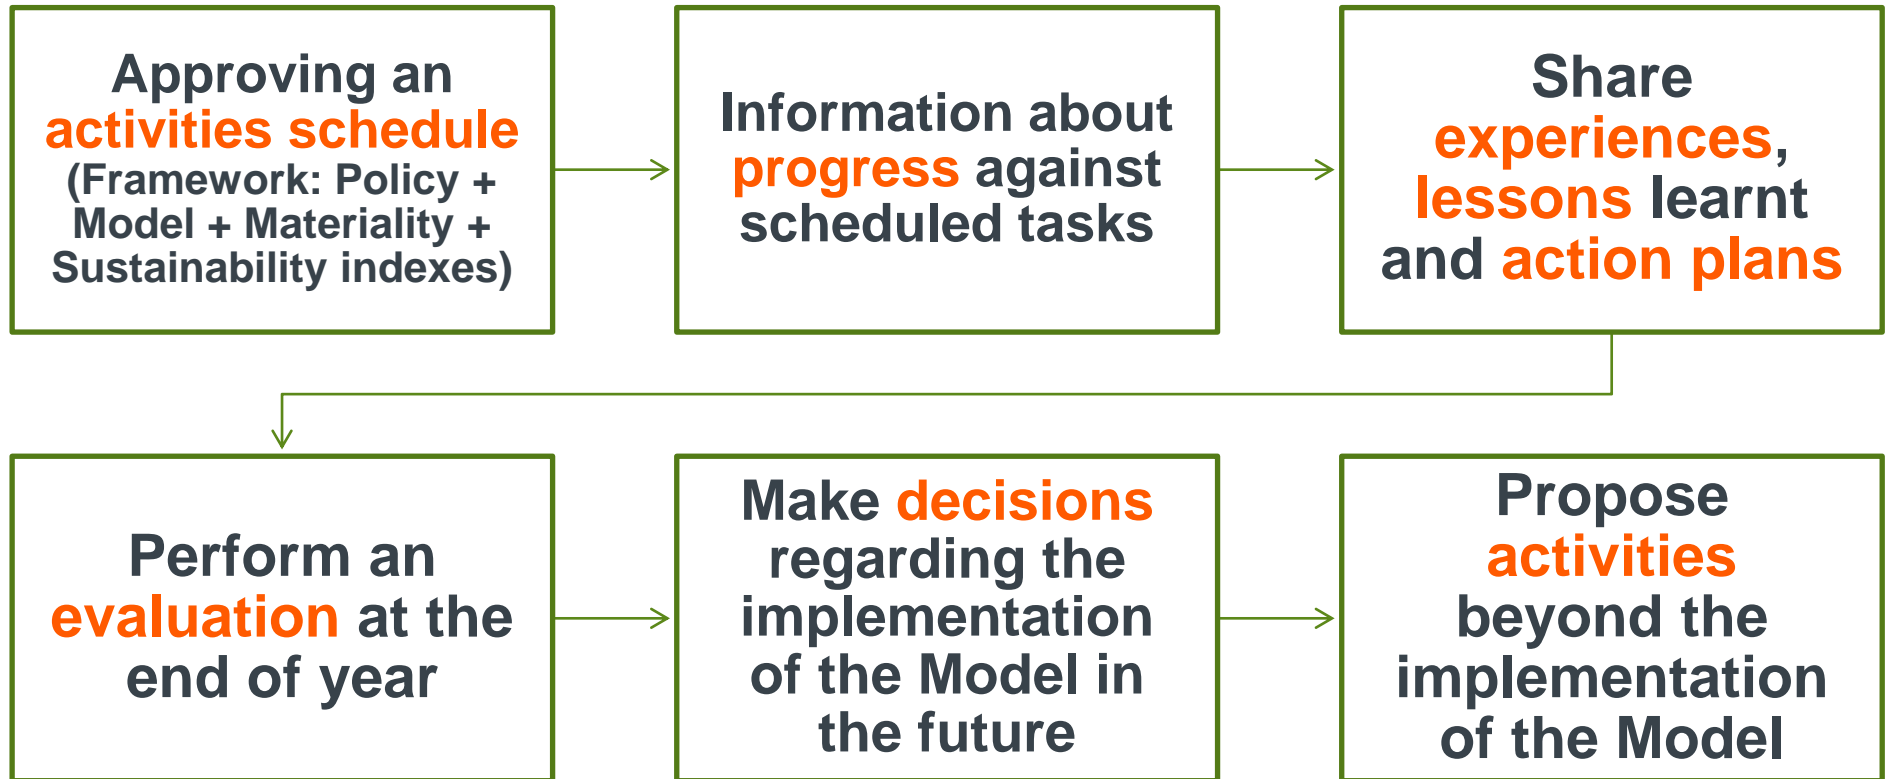 Approving an
activities schedule
(Framework: Policy +
Model + Materiality +
Sustainability indexes)
Information about
progress against
scheduled tasks
Share
experiences,
lessons learnt
and action plans
Perform an
evaluation at the
end of year
Make decisions
regarding the
implementation
of the Model in
the future
Propose
activities
beyond the
implementation
of the Model